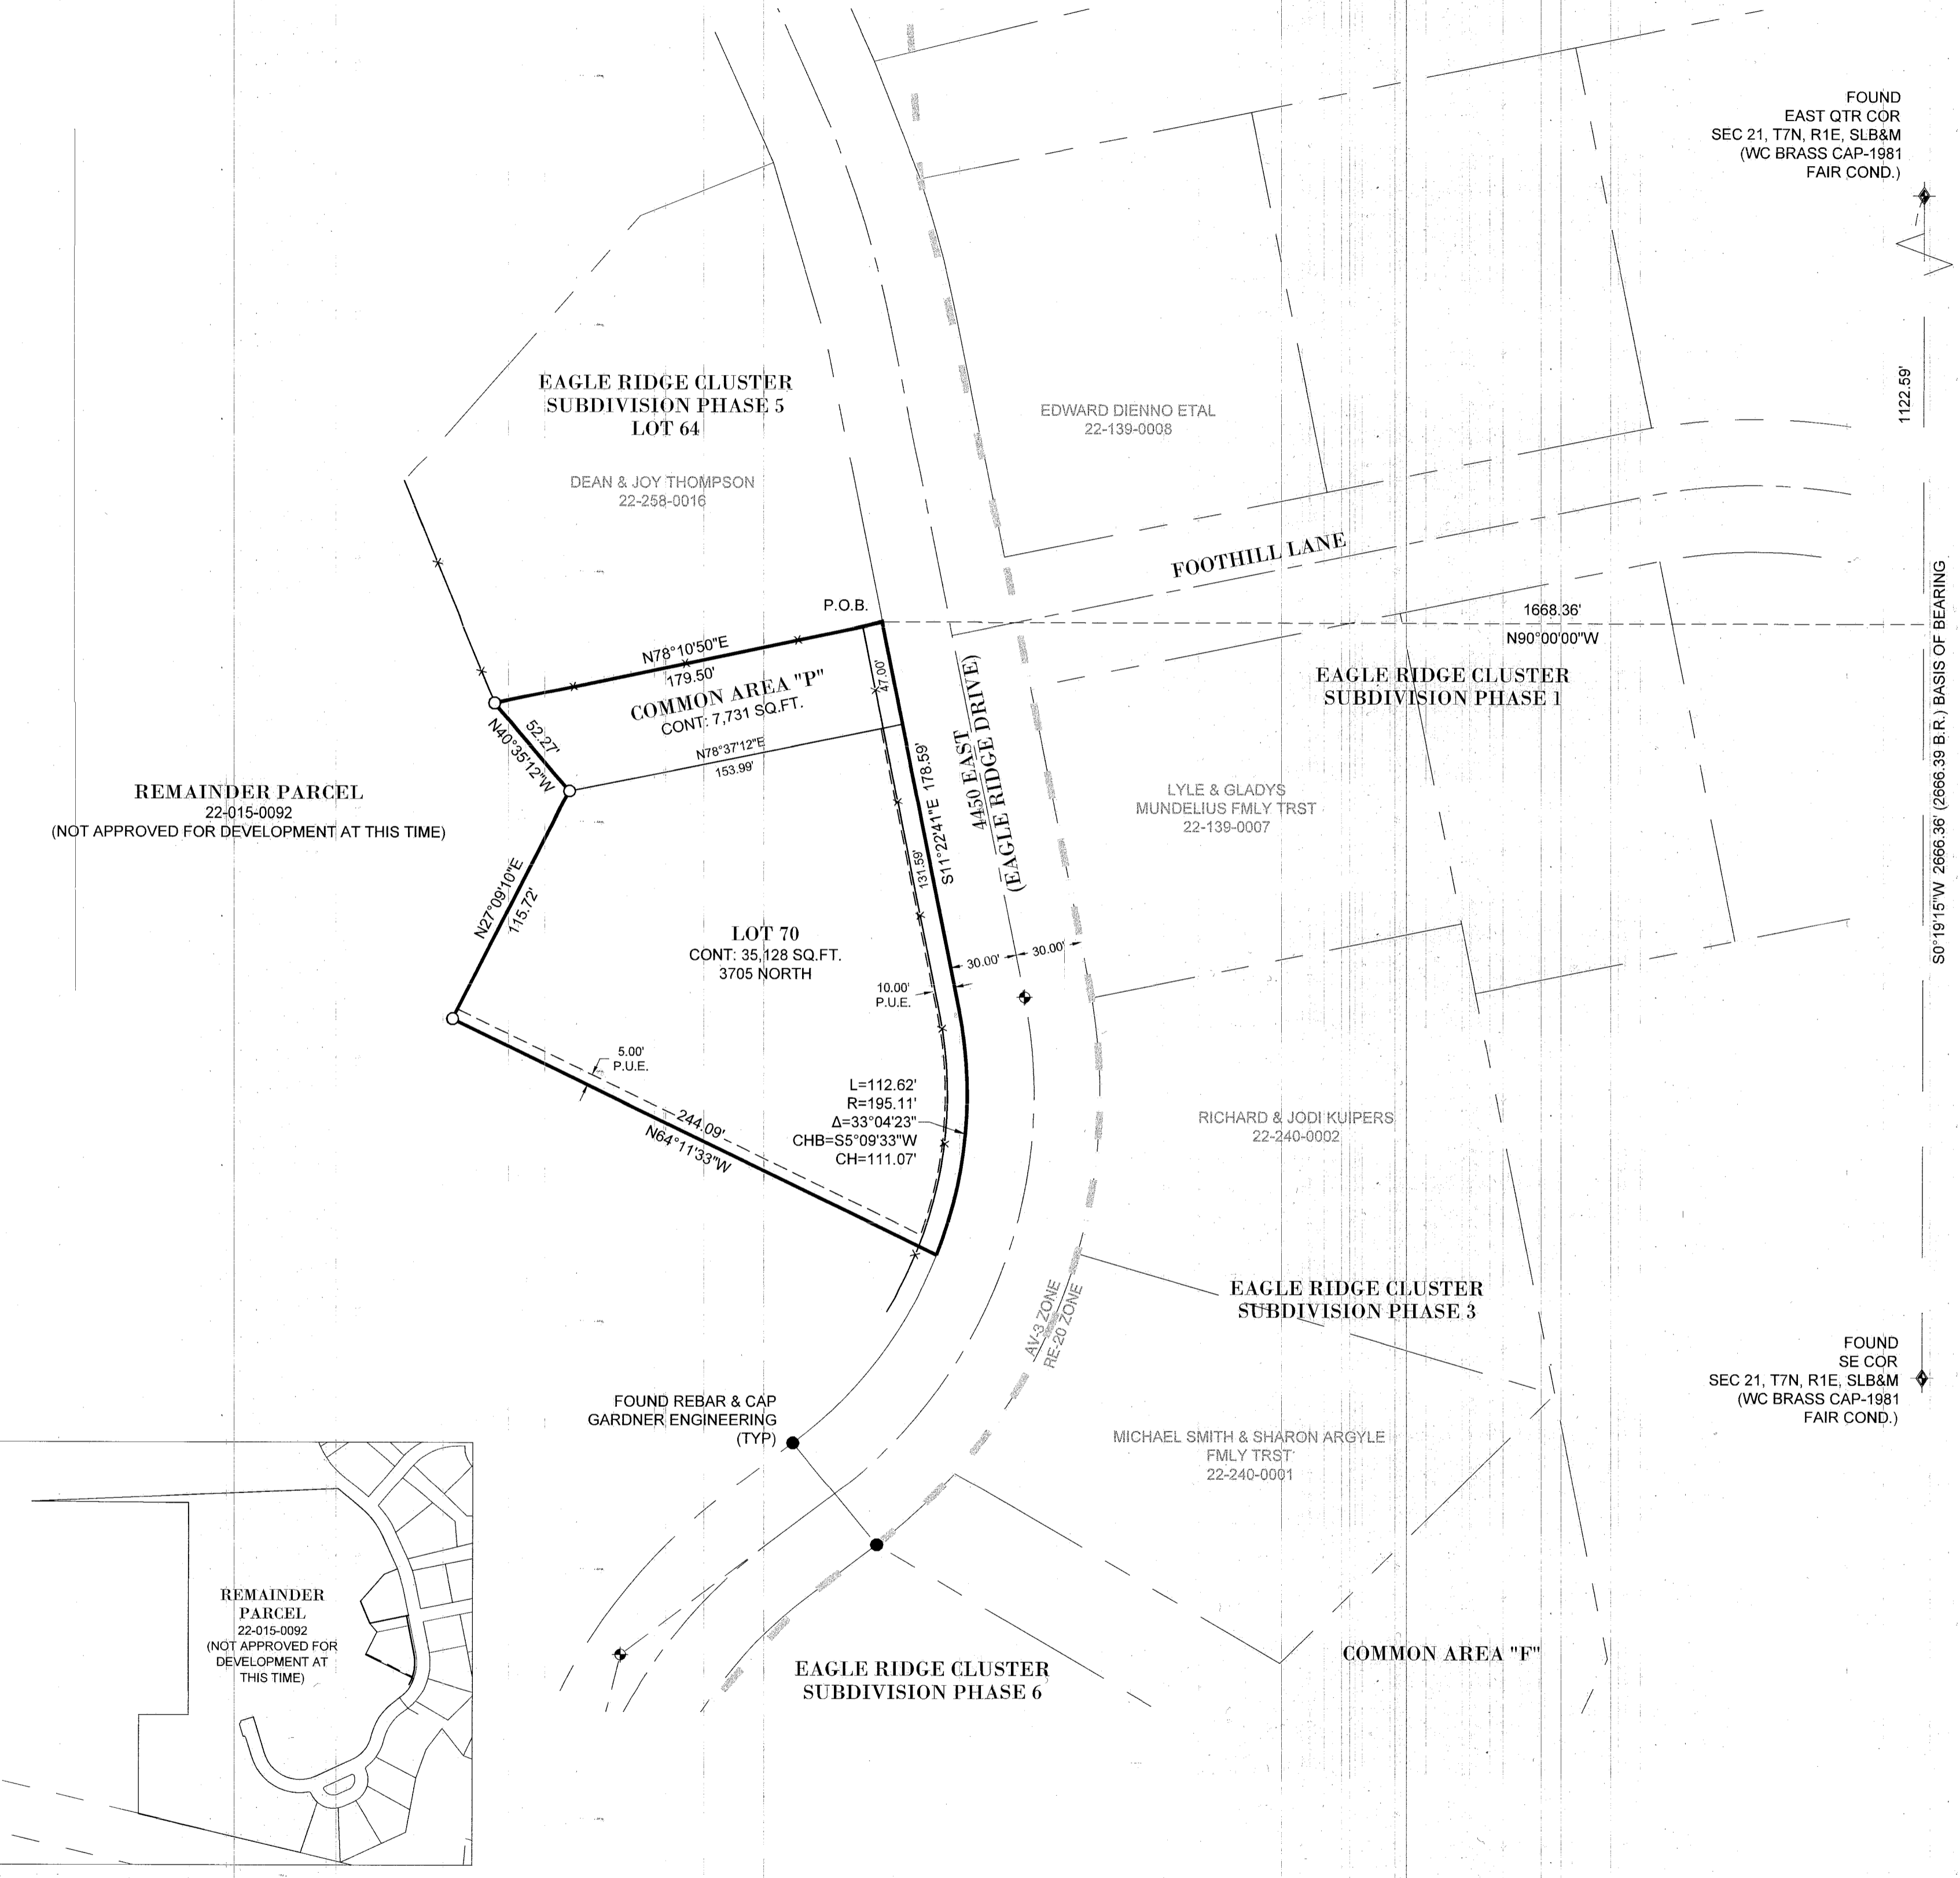 FOUND
EAST QTR COR
SEC 21, T7N, R1E, SLB&M
(WC BRASS CAP-1981
FAIR COND.)
1122.59'
EAGLE RIDGE CLUSTER
SUBDIVISION PHASE 5
LOT 64
DEAN & JOY THOMPSON
22-258-0016
EDWARD DIENNO ETAL
22-139-0008
FOOTHILL LANE
P.O.B.
1668.36'
N90°00'00"W
S0°19'15"W 2666.36' (2666.39 B.R.) BASIS OF BEARING
N78°10'50"E
179.50'
COMMON AREA "P"
CONT: 7,731 SQ.FT.
47.00'
N78°37'12"E
153.99'
52.27'
N40°35'12"W
4450 EAST
(EAGLE RIDGE DRIVE)
S11°22'41"E 178.59'
131.59'
EAGLE RIDGE CLUSTER
SUBDIVISION PHASE 1
REMAINDER PARCEL
22-015-0092
(NOT APPROVED FOR DEVELOPMENT AT THIS TIME)
LYLE & GLADYS
MUNDELIUS FMLY TRST
22-139-0007
N27°09'10"E
115.72'
LOT 70
CONT: 35,128 SQ.FT.
3705 NORTH
30.00'
30.00'
10.00'
P.U.E.
5.00'
P.U.E.
244.09'
N64°11'33"W
L=112.62'
R=195.11'
Δ=33°04'23"
CHB=S5°09'33"W
CH=111.07'
RICHARD & JODI KUIPERS
22-240-0002
AV-3 ZONE
RE-20 ZONE
EAGLE RIDGE CLUSTER
SUBDIVISION PHASE 3
FOUND
SE COR
SEC 21, T7N, R1E, SLB&M
(WC BRASS CAP-1981
FAIR COND.)
FOUND REBAR & CAP
GARDNER ENGINEERING
(TYP)
MICHAEL SMITH & SHARON ARGYLE
FMLY TRST
22-240-0001
REMAINDER
PARCEL
22-015-0092
(NOT APPROVED FOR
DEVELOPMENT AT
THIS TIME)
EAGLE RIDGE CLUSTER
SUBDIVISION PHASE 6
COMMON AREA "F"